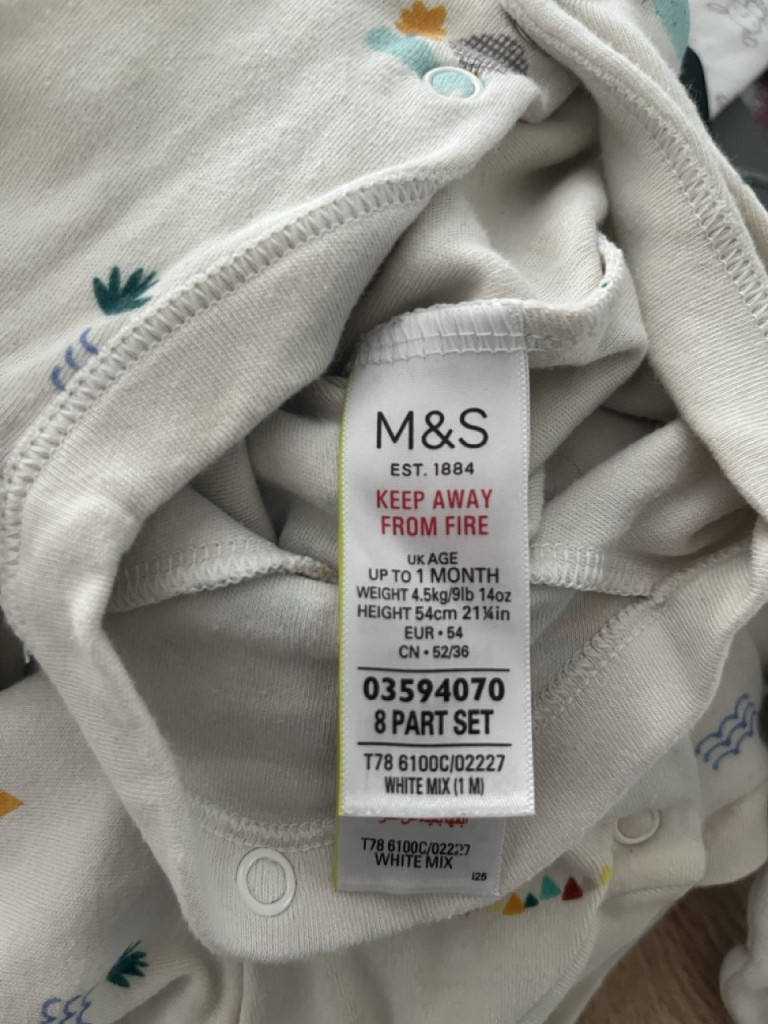 M&S
EST. 1884
KEEP AWAY
FROM FIRE
UK AGE
UP TO 1 MONTH
WEIGHT 4.5kg/9lb 14oz
HEIGHT 54cm 21¼in
EUR • 54
CN • 52/36
03594070
8 PART SET
T78 6100C/02227
WHITE MIX (1 M)
T78 6100C/02227
WHITE MIX
I25